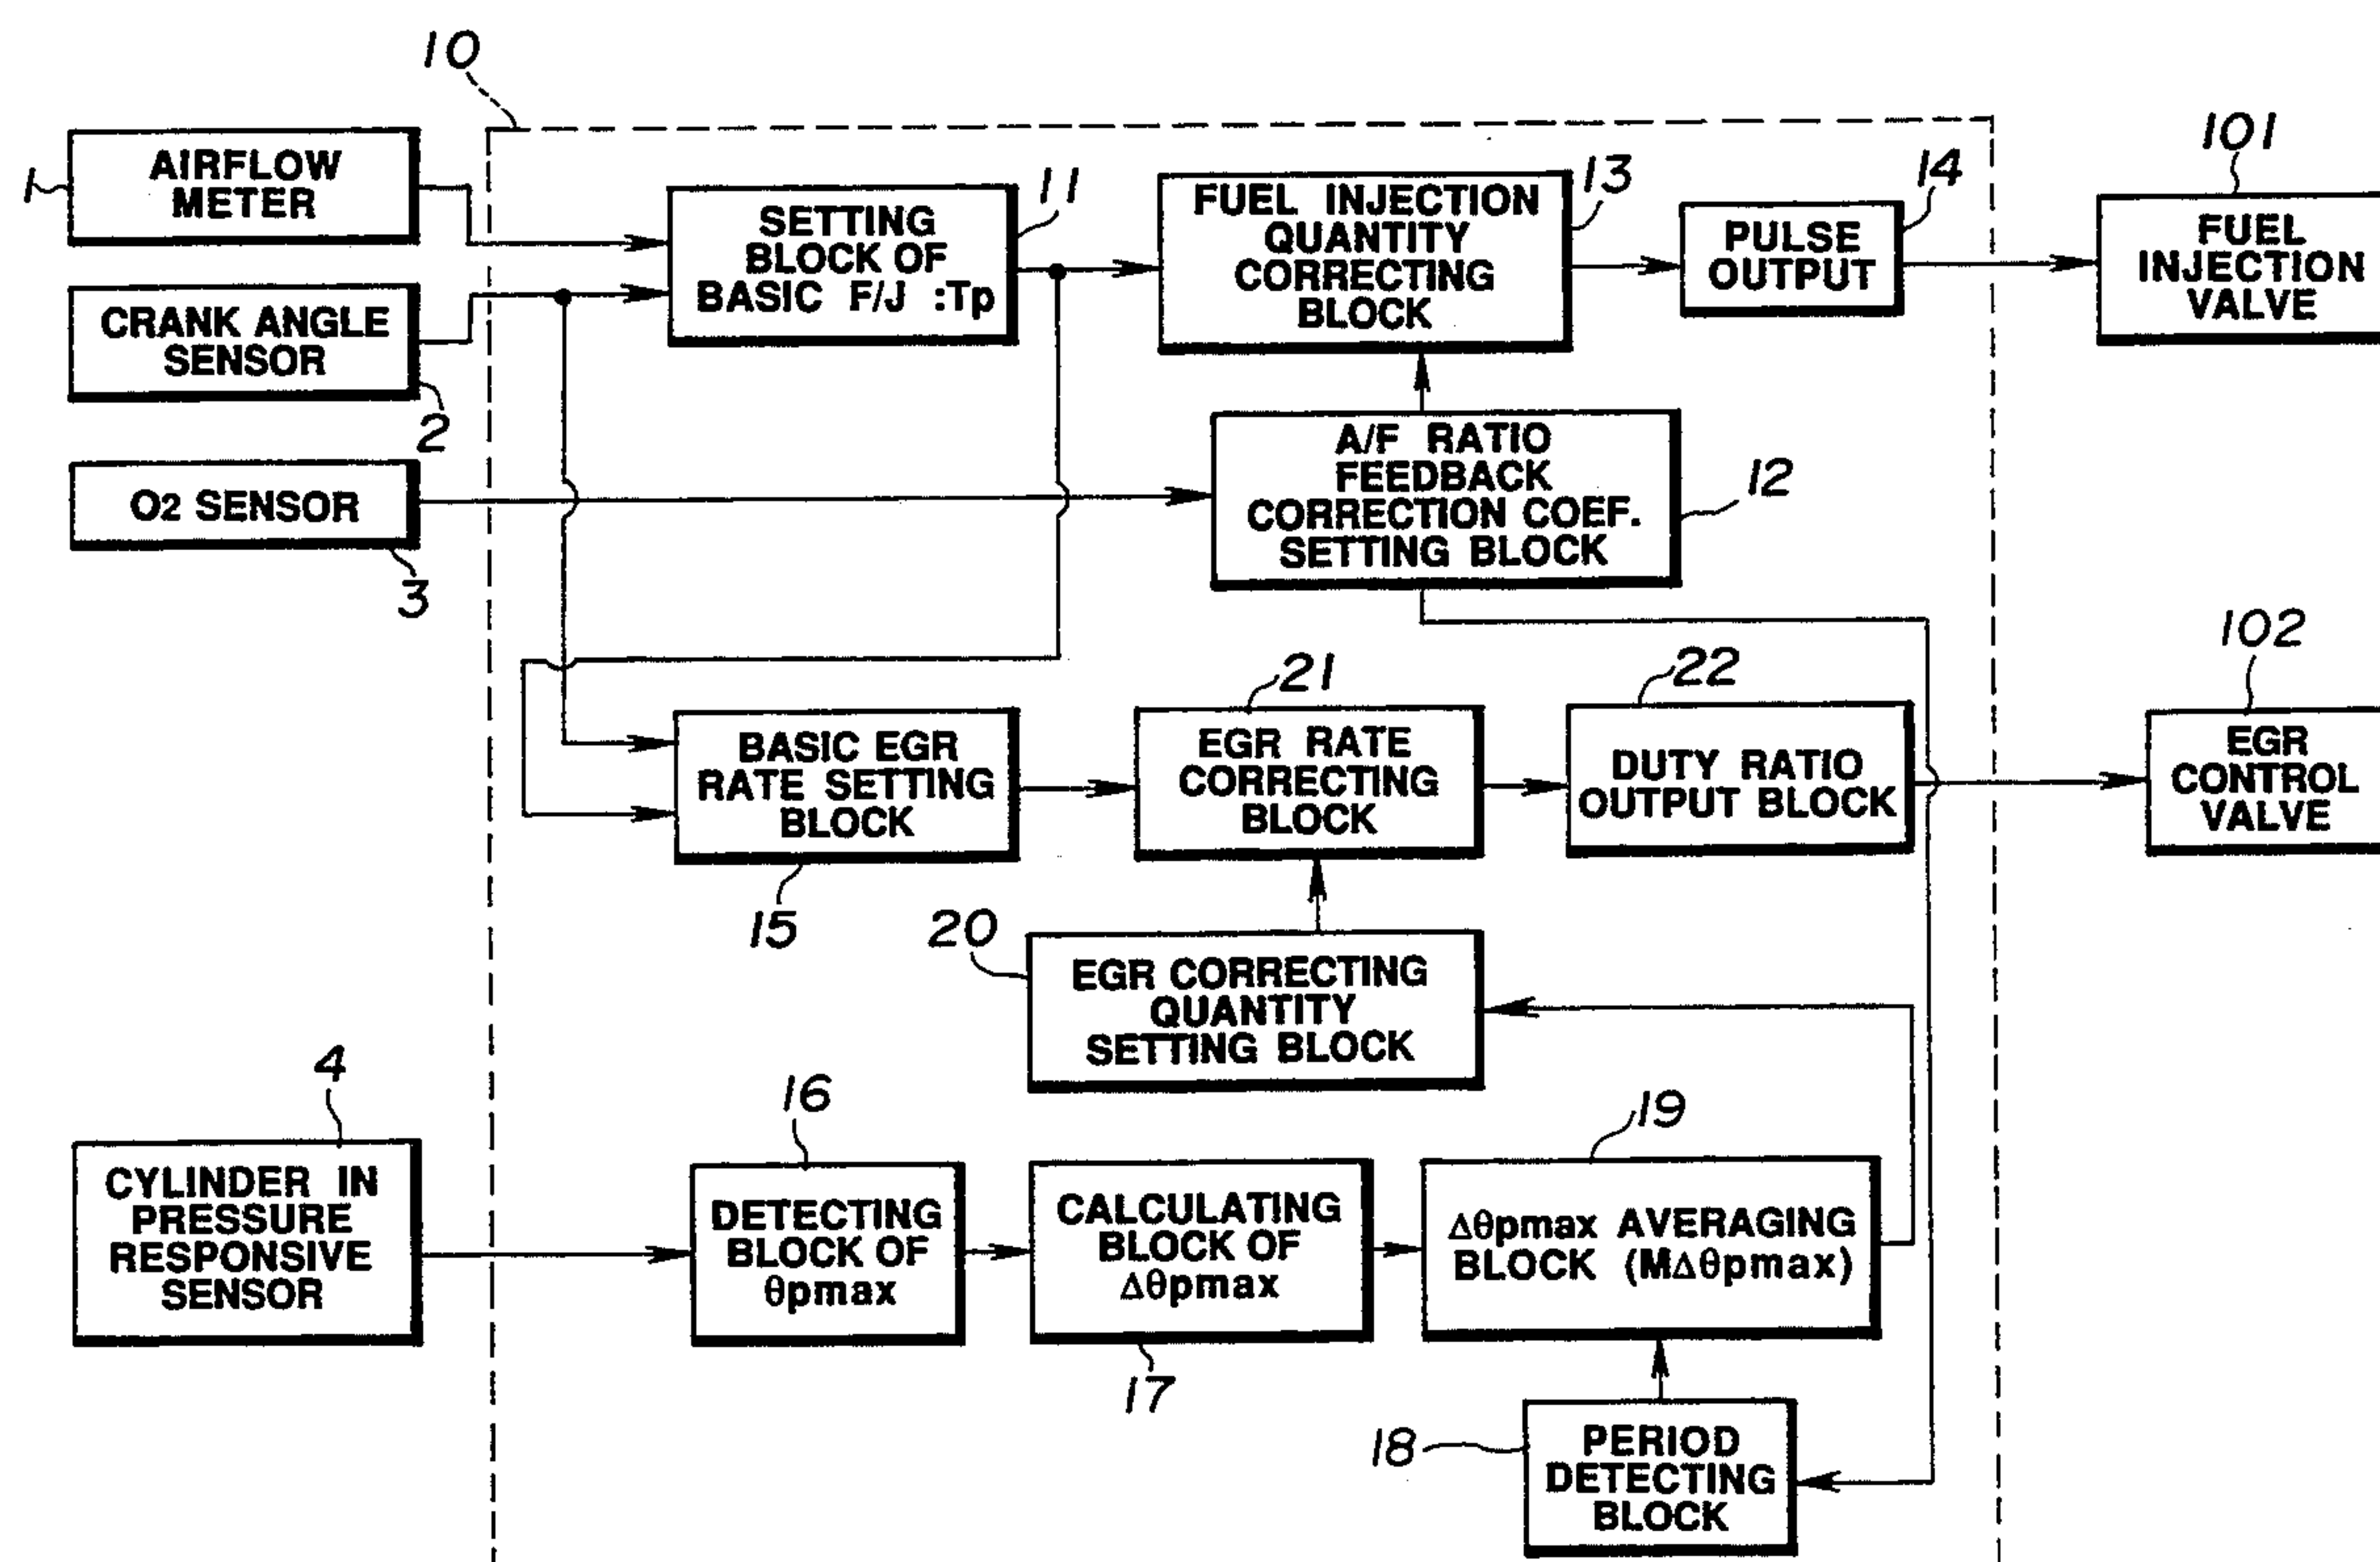 10
1
AIRFLOW
METER
CRANK ANGLE
SENSOR
2
O2 SENSOR
3
SETTING
BLOCK OF
BASIC F/J :Tp
11
FUEL INJECTION
QUANTITY
CORRECTING
BLOCK
13
PULSE
OUTPUT
14
101
FUEL
INJECTION
VALVE
A/F RATIO
FEEDBACK
CORRECTION COEF.
SETTING BLOCK
12
BASIC EGR
RATE SETTING
BLOCK
15
21
EGR RATE
CORRECTING
BLOCK
22
DUTY RATIO
OUTPUT BLOCK
102
EGR
CONTROL
VALVE
20
EGR CORRECTING
QUANTITY
SETTING BLOCK
4
CYLINDER IN
PRESSURE
RESPONSIVE
SENSOR
16
DETECTING
BLOCK OF
θpmax
CALCULATING
BLOCK OF
Δθpmax
17
19
Δθpmax AVERAGING
BLOCK (MΔθpmax)
18
PERIOD
DETECTING
BLOCK